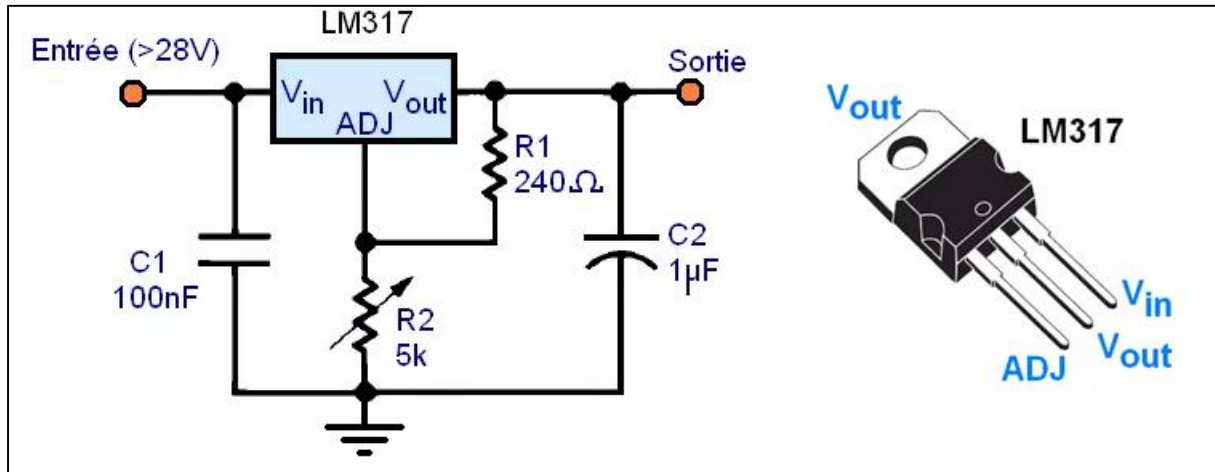 LM317
Entrée (>28V)
Vin
Vout
ADJ
Sortie
R1
240Ω
C1
100nF
R2
5k
C2
1µF
Vout
LM317
Vin
Vout
ADJ